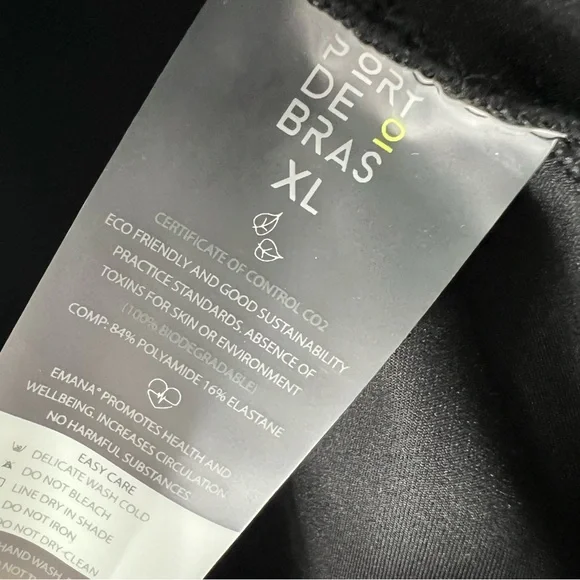 PORT
DE
BRAS
XL
CERTIFICATE OF CONTROL CO2
ECO FRIENDLY AND GOOD SUSTAINABILITY
PRACTICE STANDARDS, ABSENCE OF
TOXINS FOR SKIN OR ENVIRONMENT
(100% BIODEGRADABLE)
COMP: 84% POLYAMIDE 16% ELASTANE
EMANA® PROMOTES HEALTH AND
WELLBEING. INCREASES CIRCULATION
NO HARMFUL SUBSTANCES
EASY CARE
DELICATE WASH COLD
DO NOT BLEACH
LINE DRY IN SHADE
DO NOT IRON
DO NOT DRY-CLEAN
HAND WASH
DO NOT